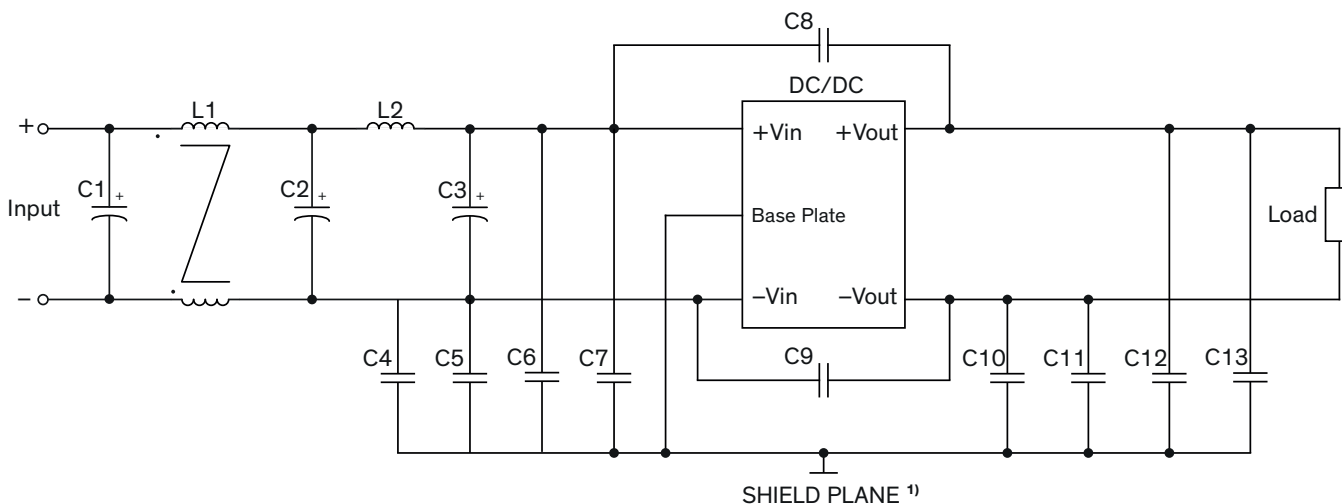 C8
DC/DC
L1
L2
+
+Vin
+Vout
C1
+
C2
+
C3
+
Input
Base Plate
Load
–
–Vin
–Vout
C4
C5
C6
C7
C9
C10
C11
C12
C13
SHIELD PLANE ¹⁾